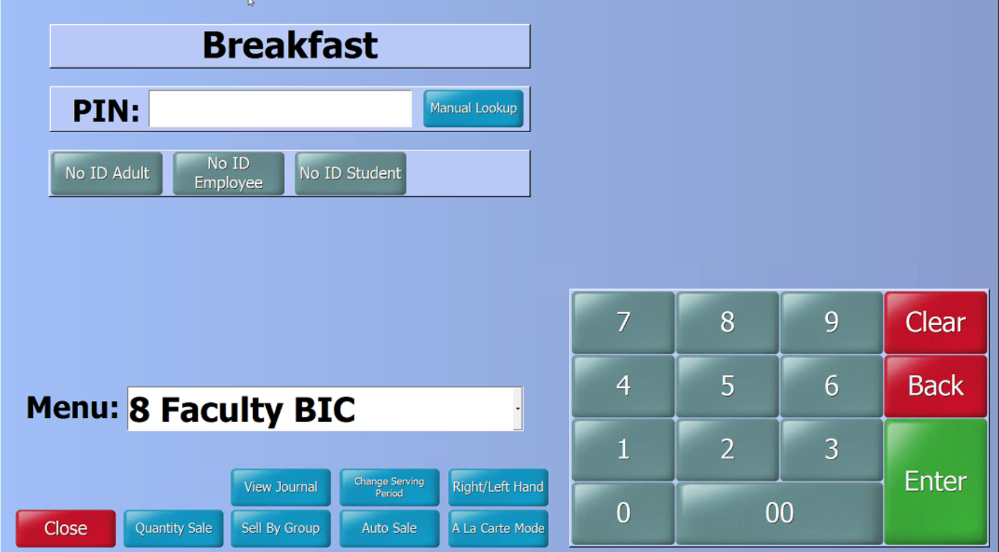 Breakfast
PIN:
Manual Lookup
No ID Adult
No ID
Employee
No ID Student
Menu: 8 Faculty BIC
View Journal
Change Serving
Period
Right/Left Hand
Close
Quantity Sale
Sell By Group
Auto Sale
A La Carte Mode
7 8 9 Clear
4 5 6 Back
1 2 3
Enter
0 00